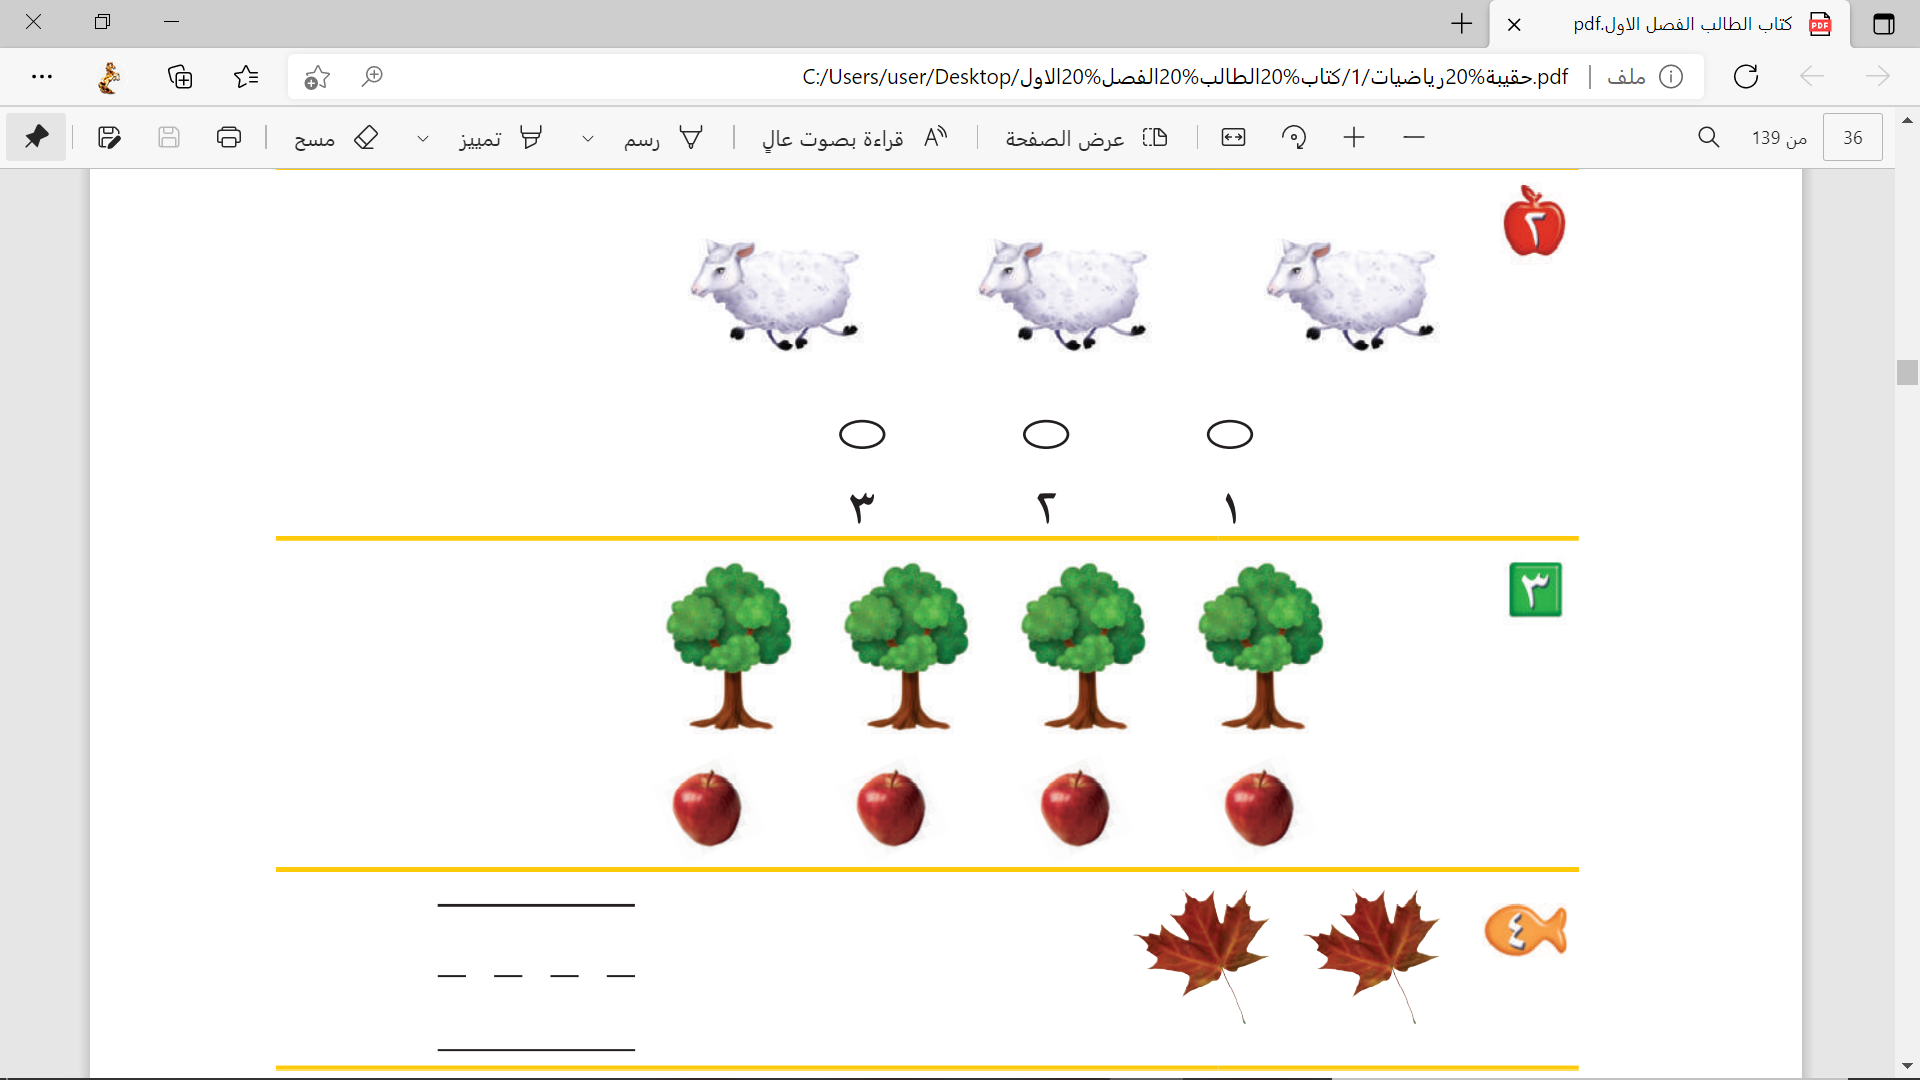 كتاب الطالب الفصل الاول.pdf
ملف | C:/Users/user/Desktop/حقيبة%20رياضيات/1/كتاب%20الطالب%20الفصل%20الاول.pdf
36 من 139 عرض الصفحة قراءة بصوت عالٍ رسم تمييز مسح
٢
١ ٢ ٣
٣
٤